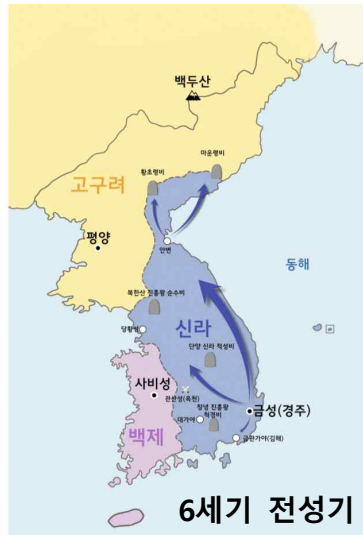 백두산
마운령비
황초령비
고구려
평양
안변
동해
북한산 진흥왕 순수비
당항성
신라
단양 신라 적성비
사비성
관산성(옥천)
금성(경주)
창녕 진흥왕
척경비
대가야
백제
금관가야(김해)
6세기 전성기